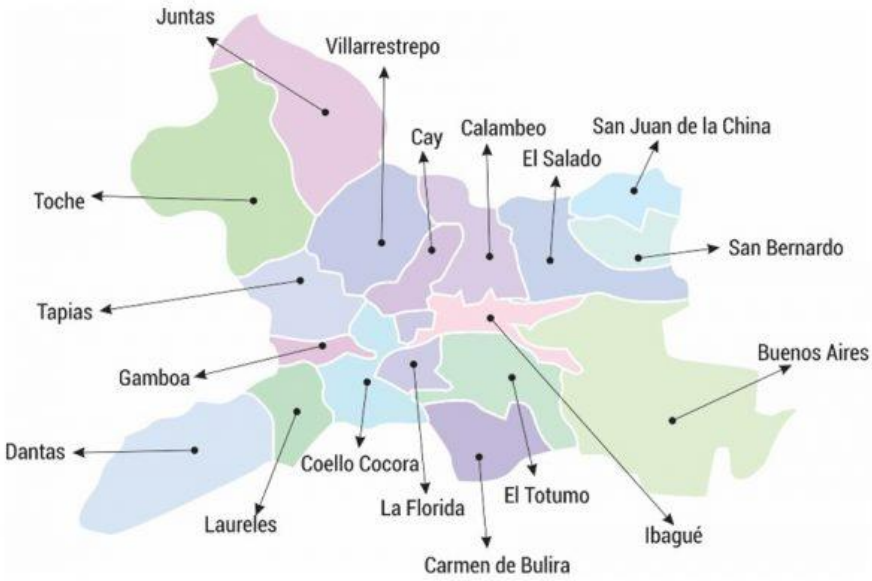 Juntas
Villarrestrepo
Cay
Calambeo
San Juan de la China
El Salado
Toche
San Bernardo
Tapias
Buenos Aires
Gamboa
Dantas
Coello Cocora
La Florida
El Totumo
Laureles
Ibagué
Carmen de Bulira